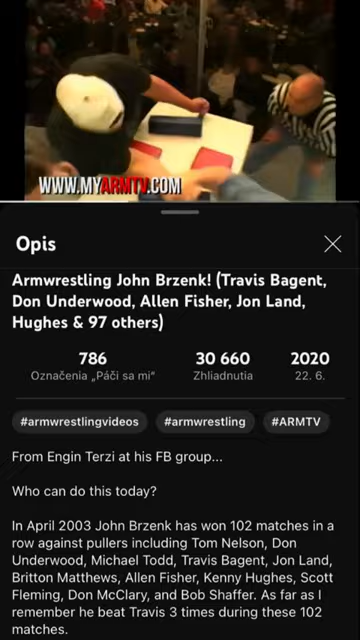 WWW.MYARMTV.COM
Opis
Armwrestling John Brzenk! (Travis Bagent,
Don Underwood, Allen Fisher, Jon Land,
Hughes & 97 others)
786 30 660 2020
Označenia „Páči sa mi“ Zhliadnutia 22. 6.
#armwrestlingvideos #armwrestling #ARMTV
From Engin Terzi at his FB group...
Who can do this today?
In April 2003 John Brzenk has won 102 matches in a
row against pullers including Tom Nelson, Don
Underwood, Michael Todd, Travis Bagent, Jon Land,
Britton Matthews, Allen Fisher, Kenny Hughes, Scott
Fleming, Don McClary, and Bob Shaffer. As far as I
remember he beat Travis 3 times during these 102
matches.